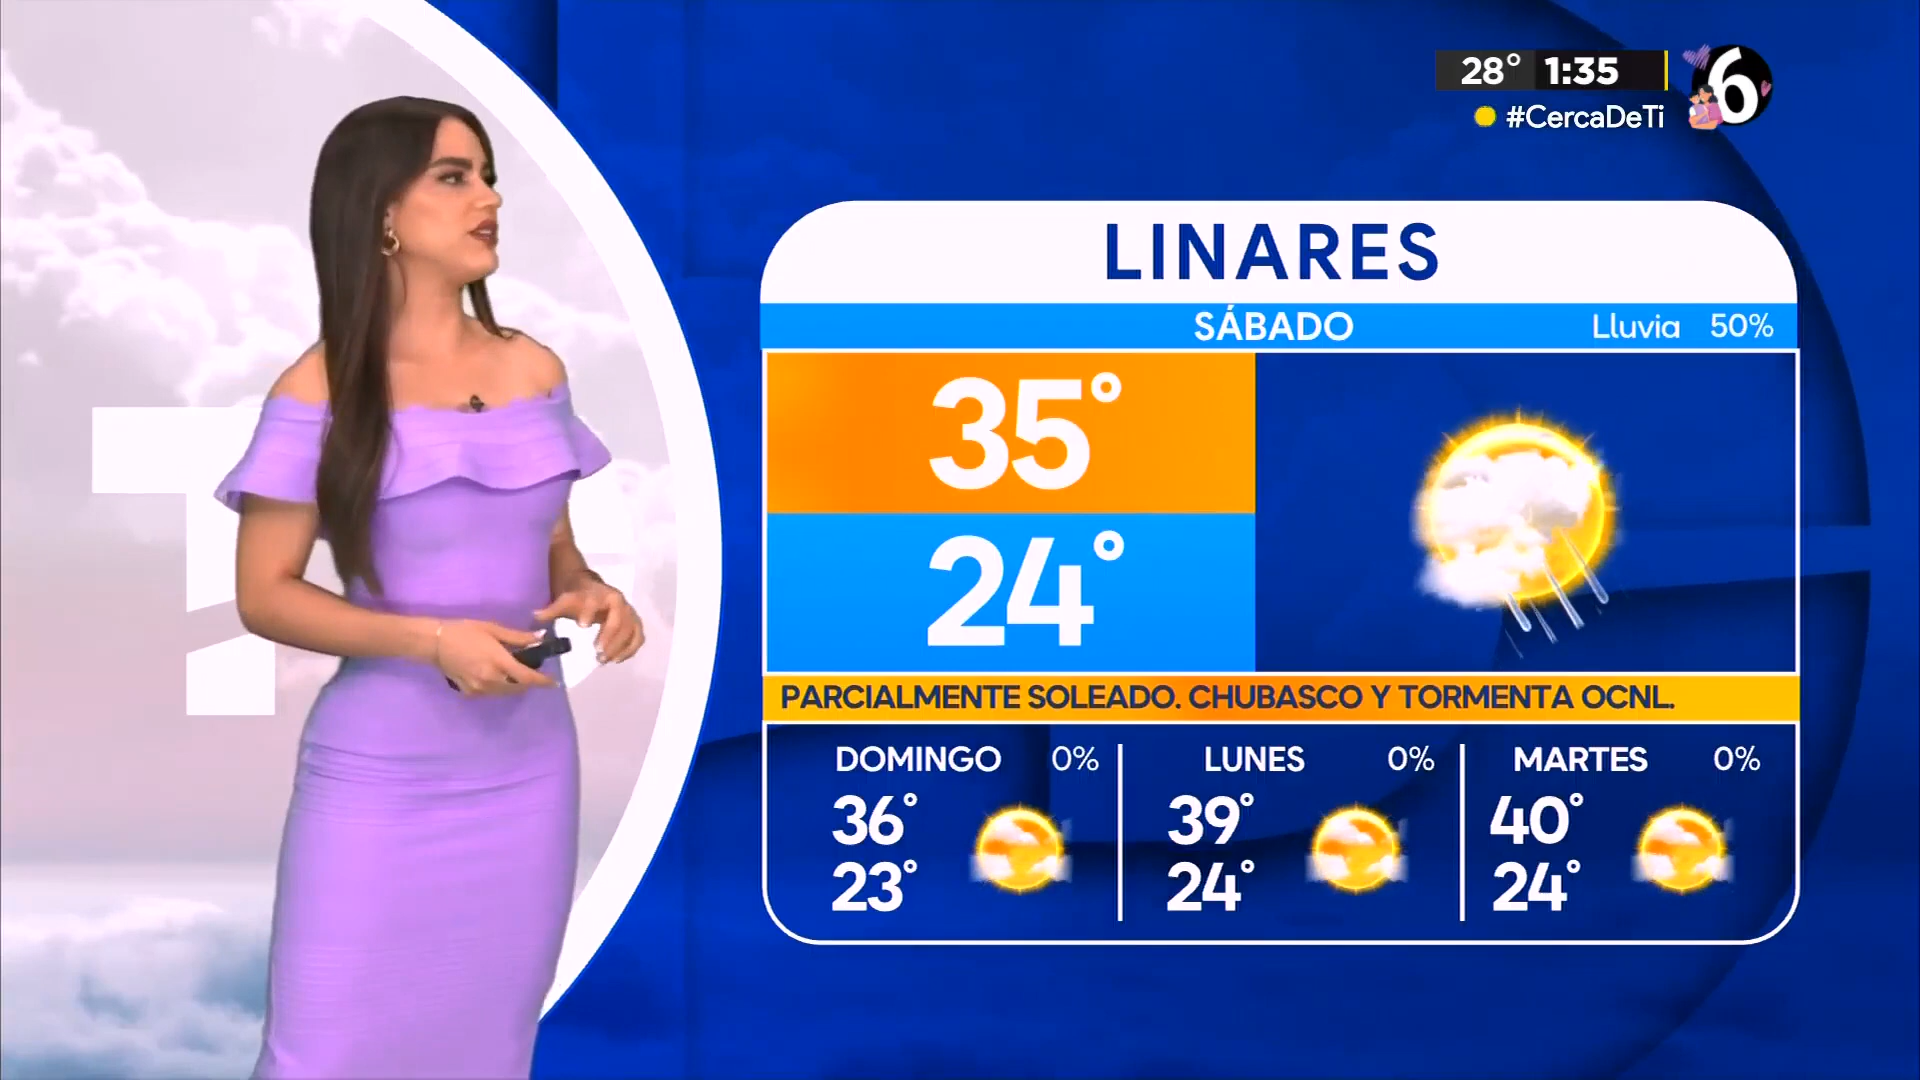 28° 1:35
6
#CercaDeTi
LINARES
SÁBADO Lluvia 50%
35°
24°
PARCIALMENTE SOLEADO. CHUBASCO Y TORMENTA OCNL.
DOMINGO 0%
36°
23°
LUNES 0%
39°
24°
MARTES 0%
40°
24°